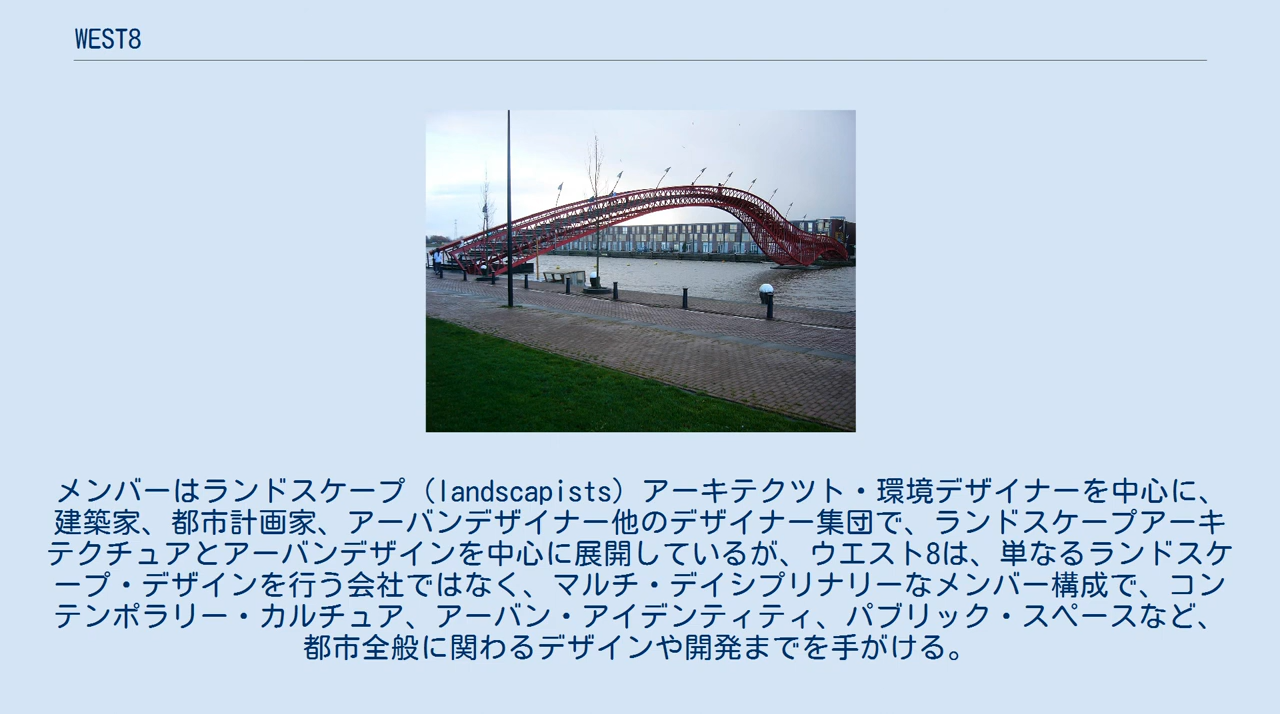 WEST8
メンバーはランドスケープ（landscapists）アーキテクツト・環境デザイナーを中心に、
建築家、都市計画家、アーバンデザイナー他のデザイナー集団で、ランドスケープアーキ
テクチュアとアーバンデザインを中心に展開しているが、ウエスト8は、単なるランドスケ
ープ・デザインを行う会社ではなく、マルチ・デイシプリナリーなメンバー構成で、コン
テンポラリー・カルチュア、アーバン・アイデンティティ、パブリック・スペースなど、
都市全般に関わるデザインや開発までを手がける。